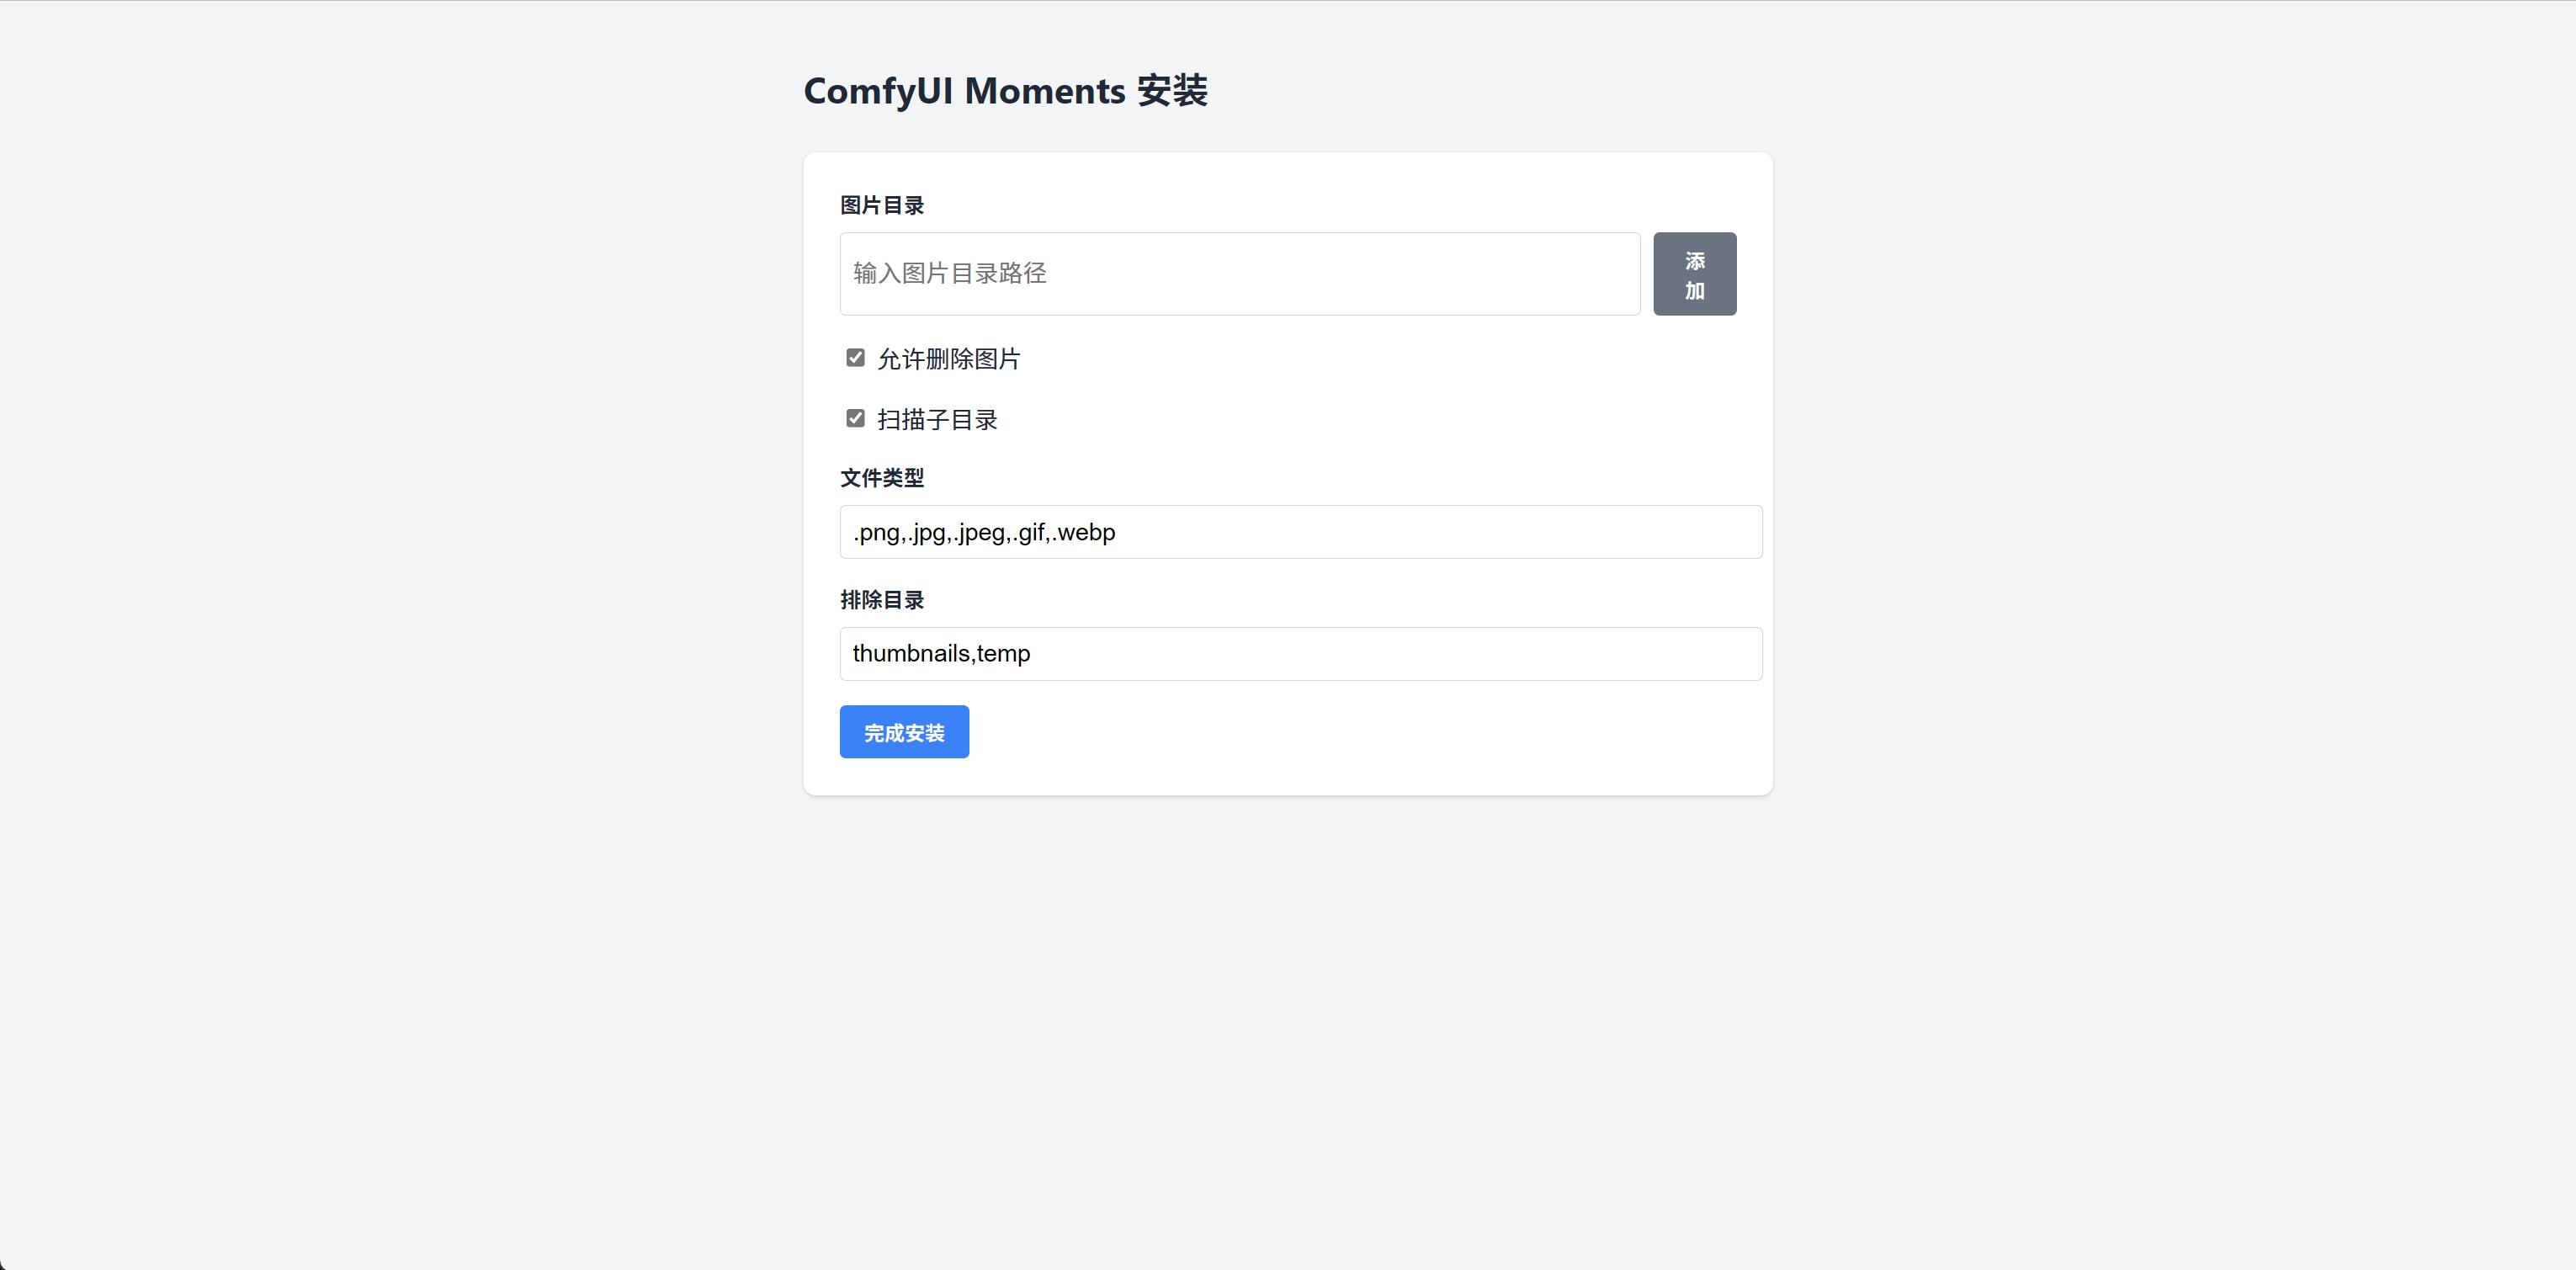 ComfyUI Moments 安装
图片目录
输入图片目录路径
添
加
允许删除图片
扫描子目录
文件类型
.png,.jpg,.jpeg,.gif,.webp
排除目录
thumbnails,temp
完成安装